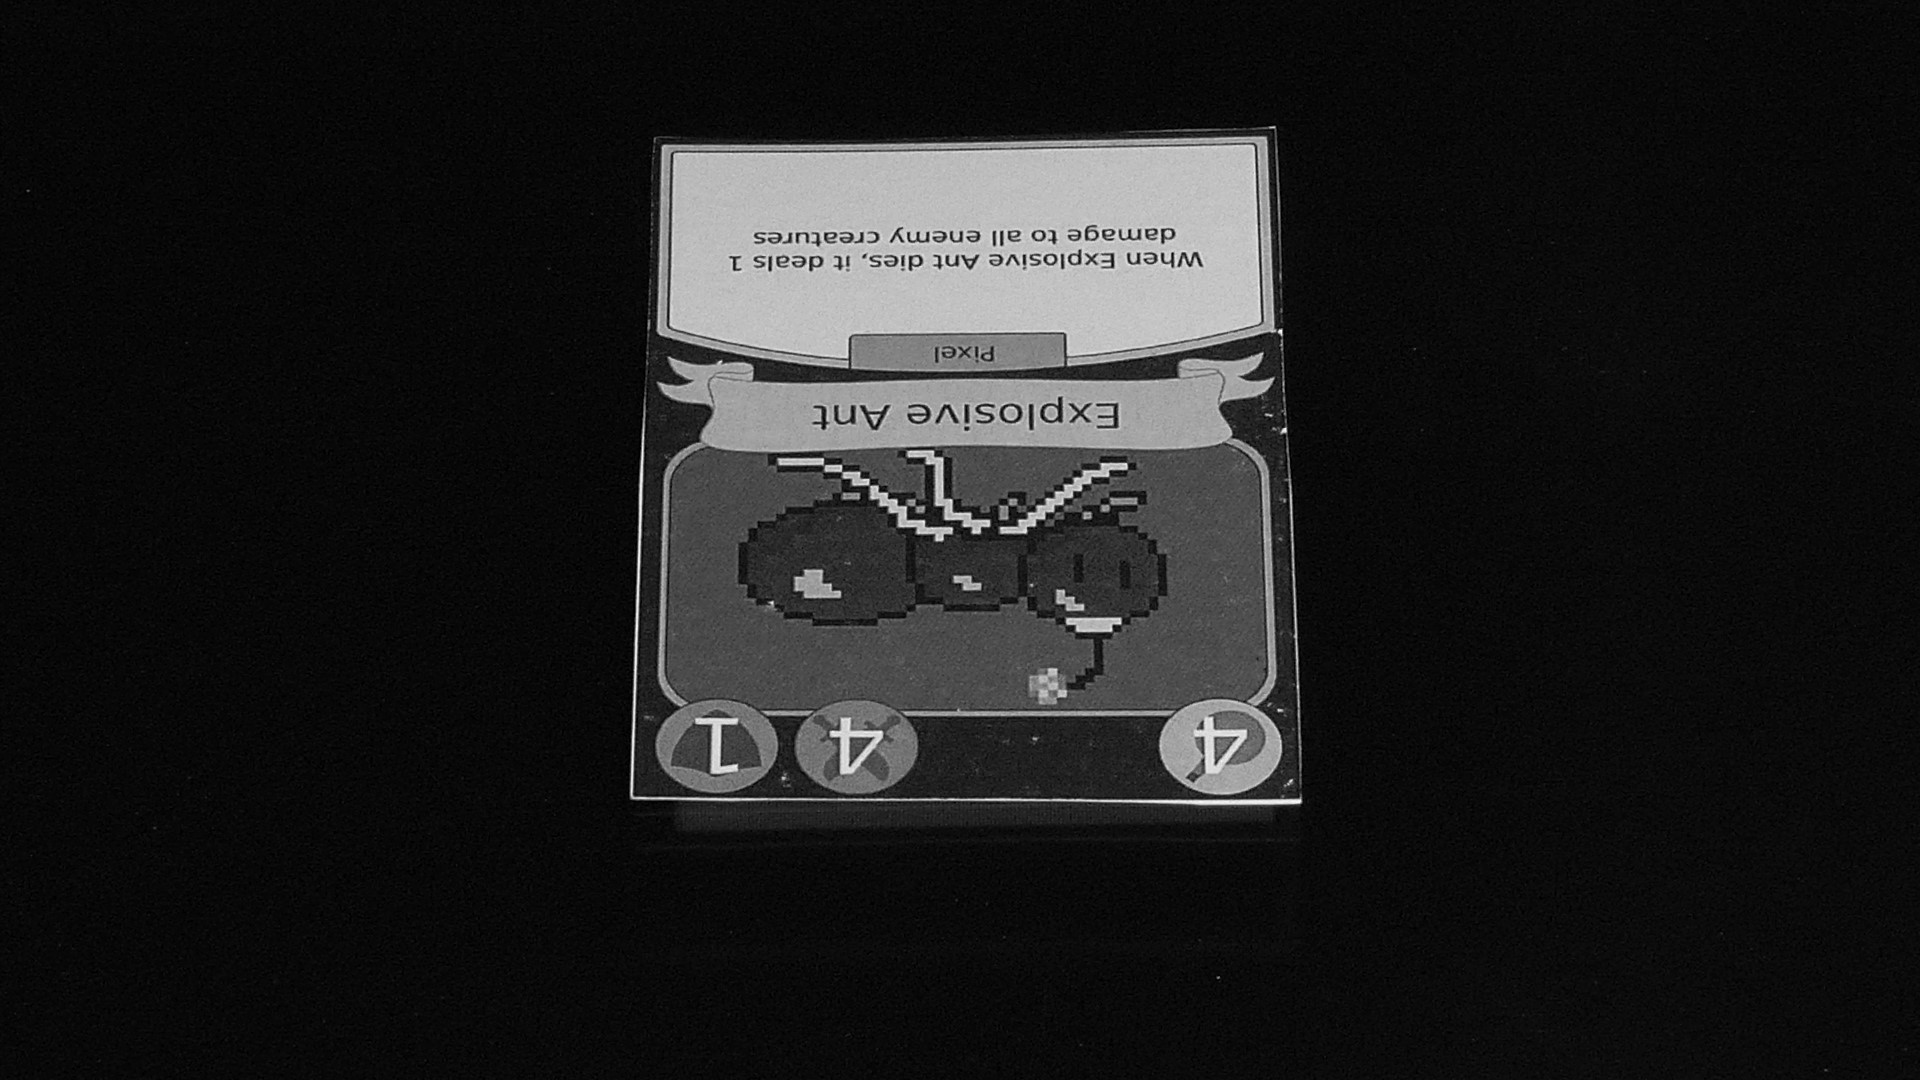 4 4 1
Explosive Ant
Pixel
When Explosive Ant dies, it deals 1
damage to all enemy creatures